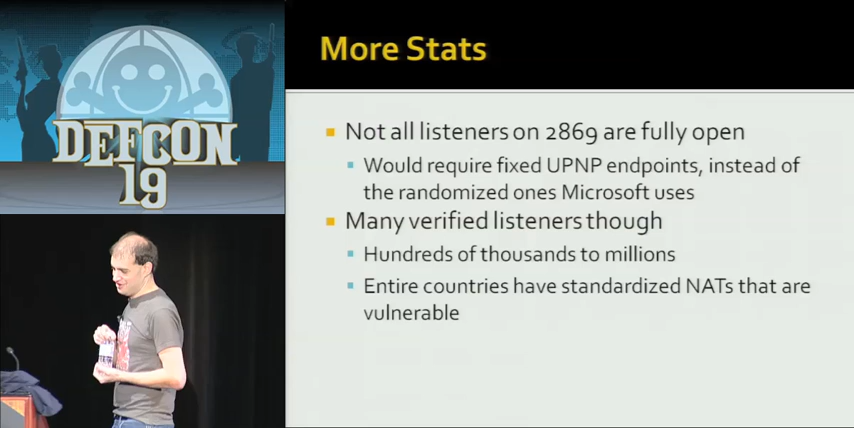 DEFCON
19
More Stats
Not all listeners on 2869 are fully open
Would require fixed UPNP endpoints, instead of
the randomized ones Microsoft uses
Many verified listeners though
Hundreds of thousands to millions
Entire countries have standardized NATs that are
vulnerable